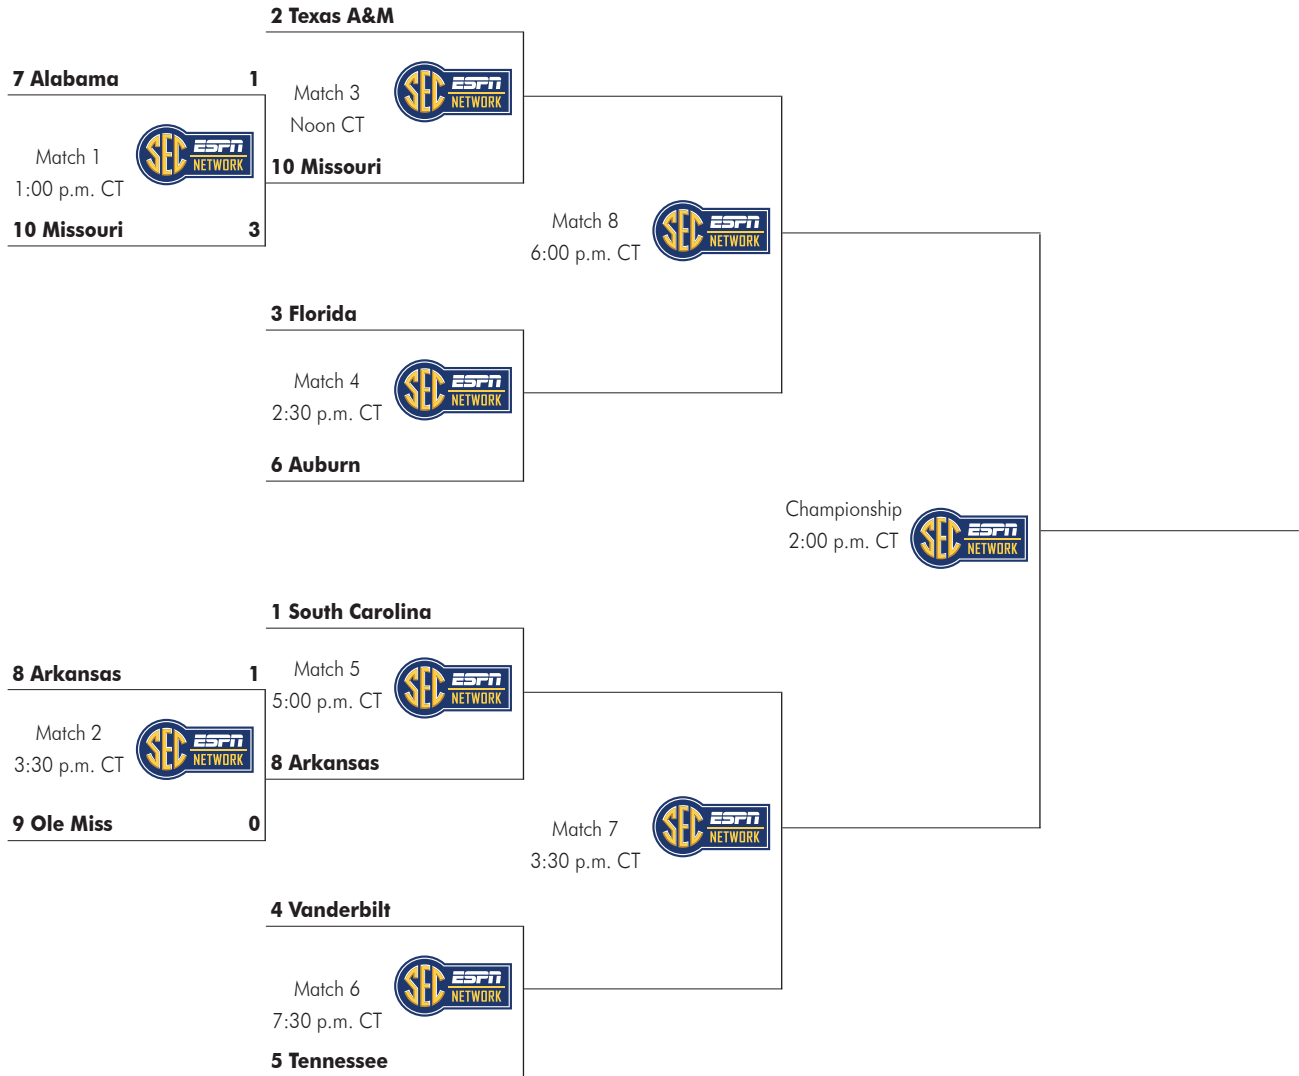 2 Texas A&M
7 Alabama 1
Match 3
Noon CT
SEC ESPN NETWORK
Match 1
1:00 p.m. CT
SEC ESPN NETWORK
10 Missouri
10 Missouri 3
Match 8
6:00 p.m. CT
SEC ESPN NETWORK
3 Florida
Match 4
2:30 p.m. CT
SEC ESPN NETWORK
6 Auburn
Championship
2:00 p.m. CT
SEC ESPN NETWORK
1 South Carolina
8 Arkansas 1
Match 5
5:00 p.m. CT
SEC ESPN NETWORK
Match 2
3:30 p.m. CT
SEC ESPN NETWORK
8 Arkansas
9 Ole Miss 0
Match 7
3:30 p.m. CT
SEC ESPN NETWORK
4 Vanderbilt
Match 6
7:30 p.m. CT
SEC ESPN NETWORK
5 Tennessee